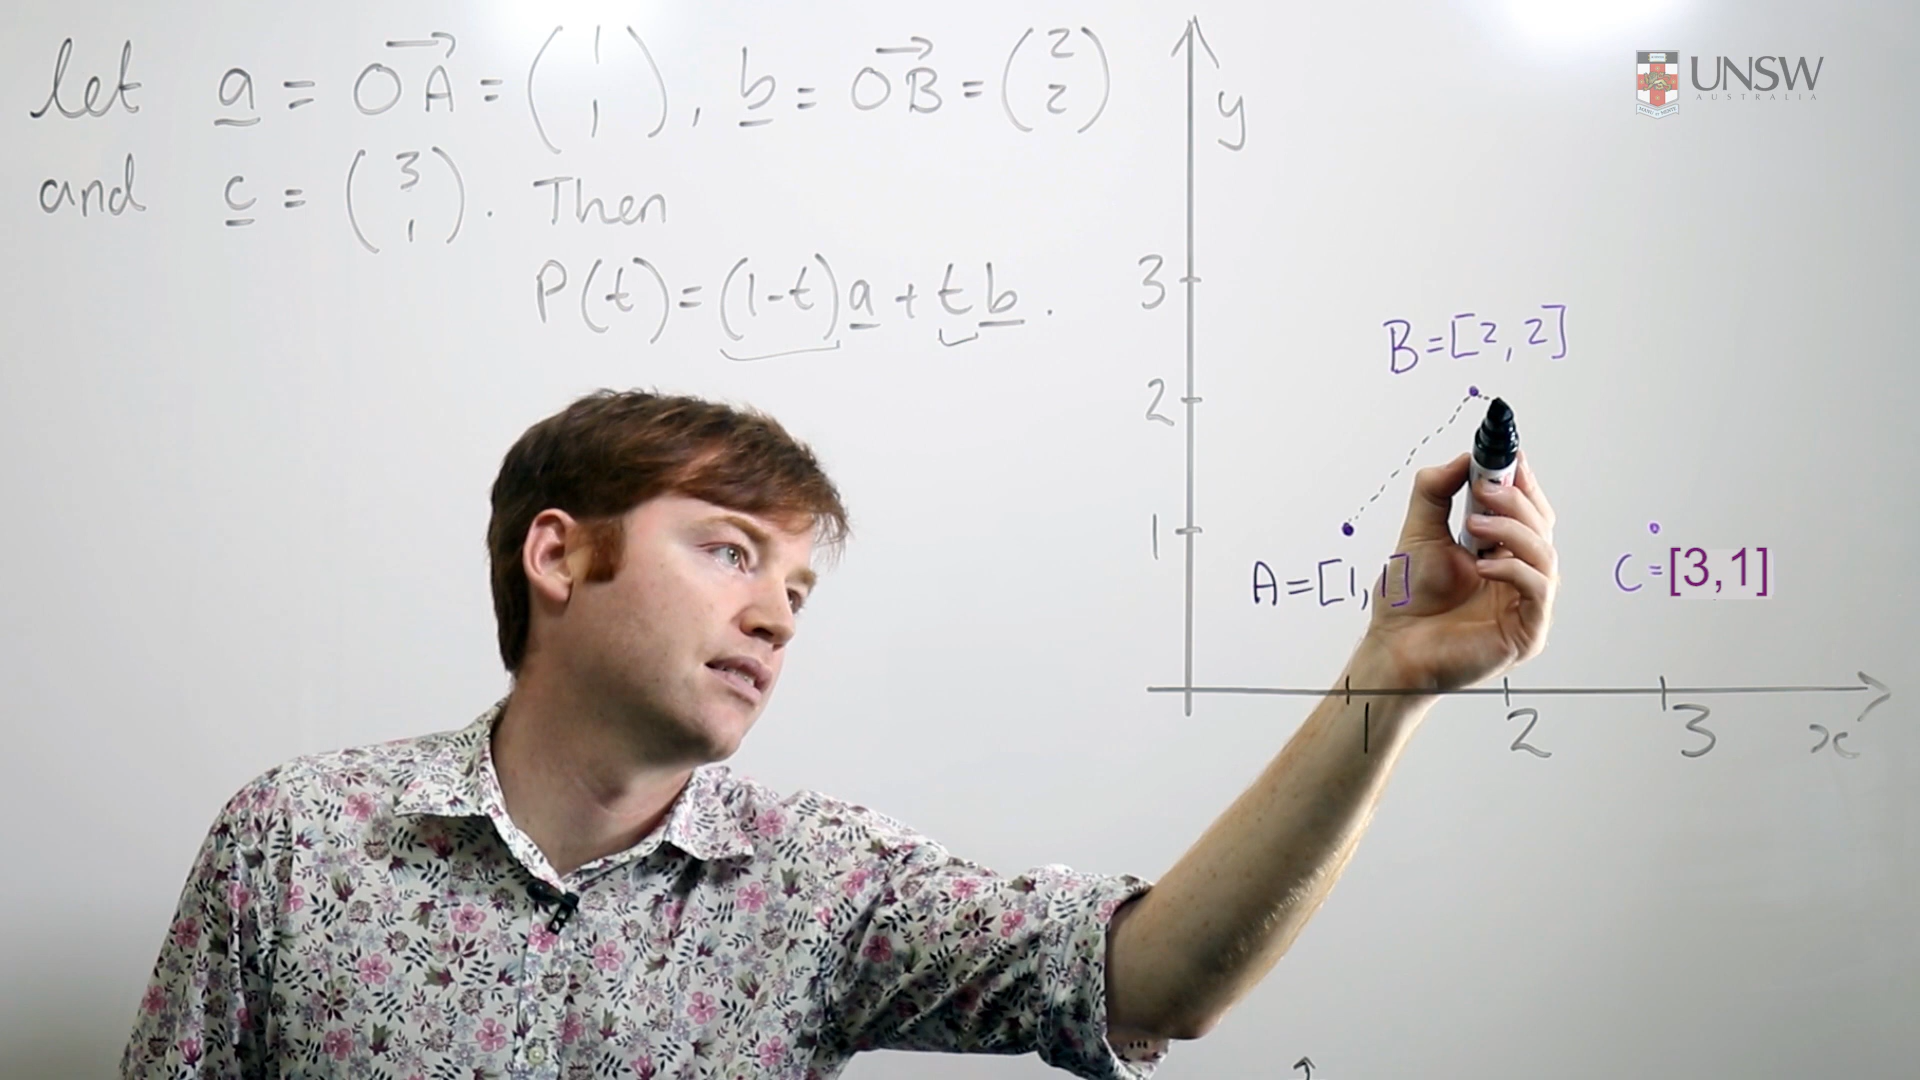 let a = OA = (1 1), b = OB = (2 2)
and c = (3 1). Then
P(t) = (1-t)a + tb.
UNSW
AUSTRALIA
y
3
2
1
B=[2,2]
A=[1,1]
C=[3,1]
1 2 3 x